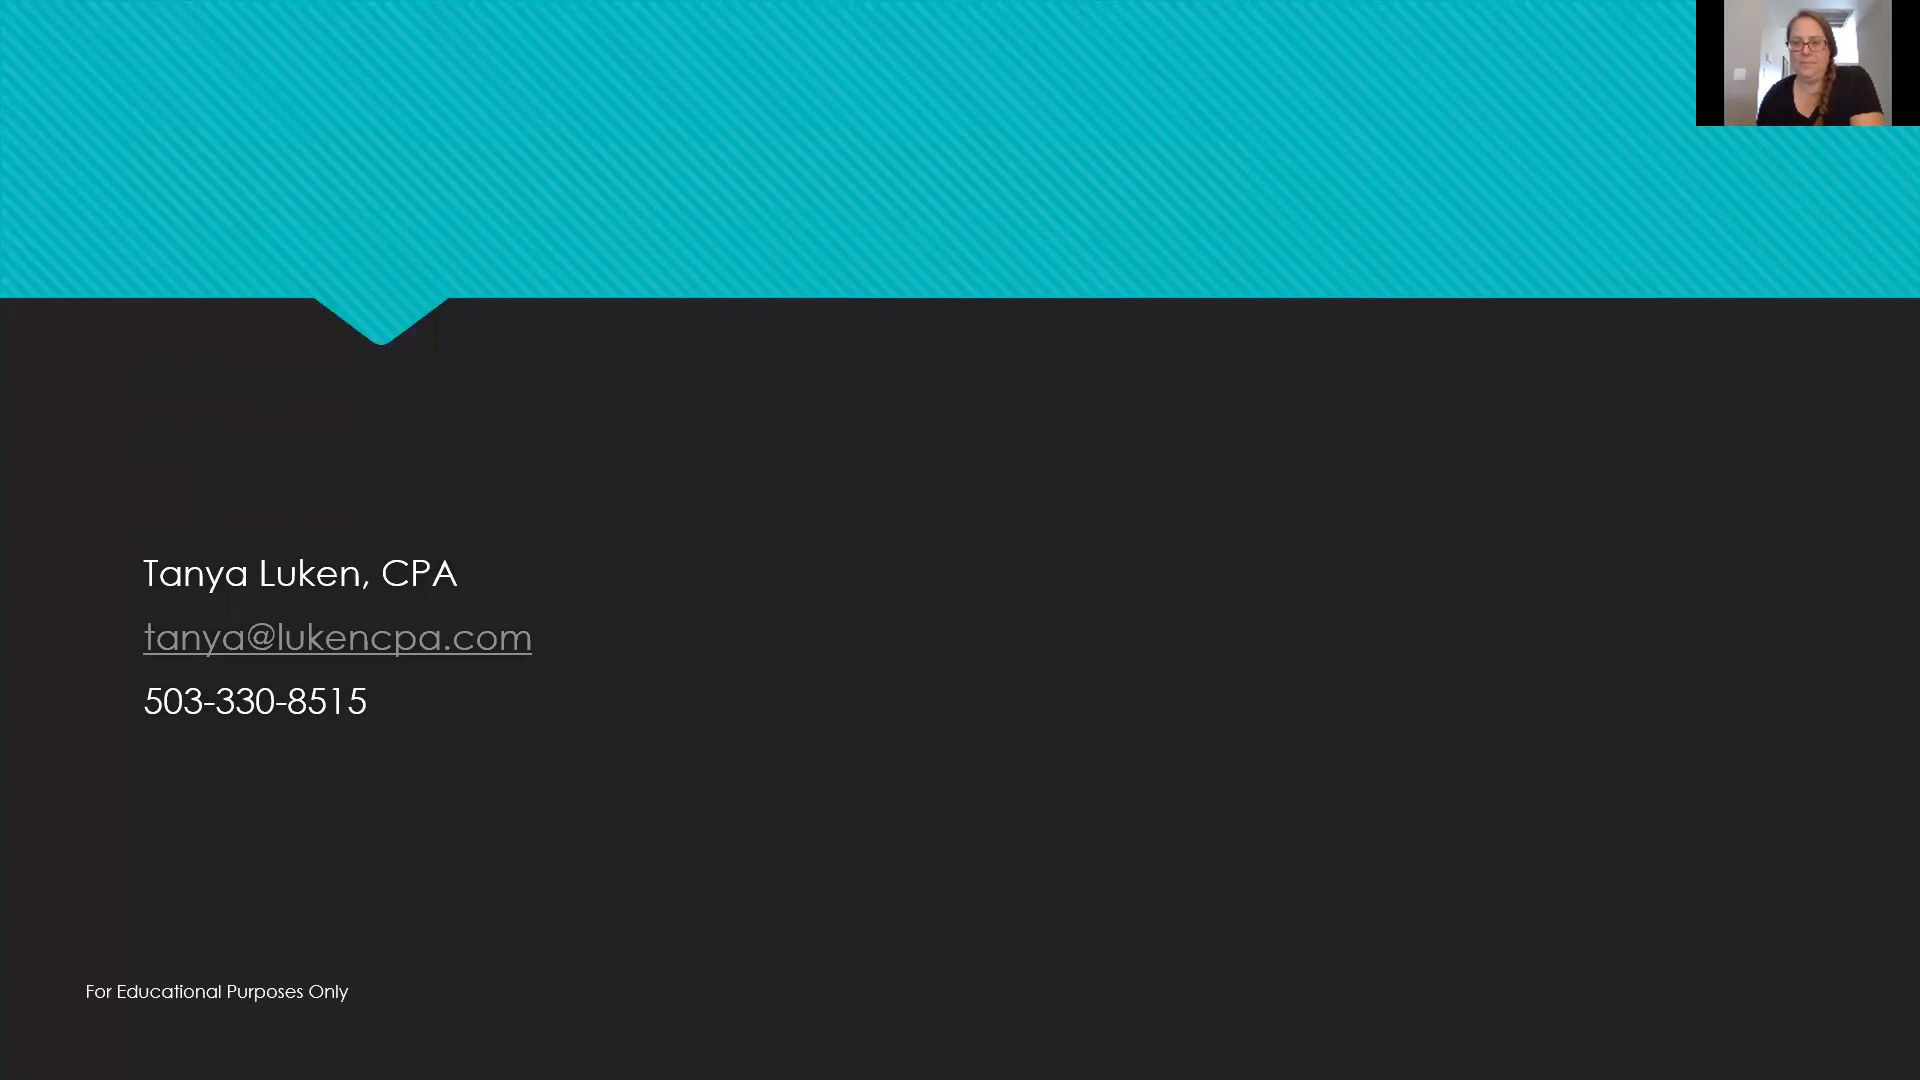 Tanya Luken, CPA
tanya@lukencpa.com
503-330-8515
For Educational Purposes Only